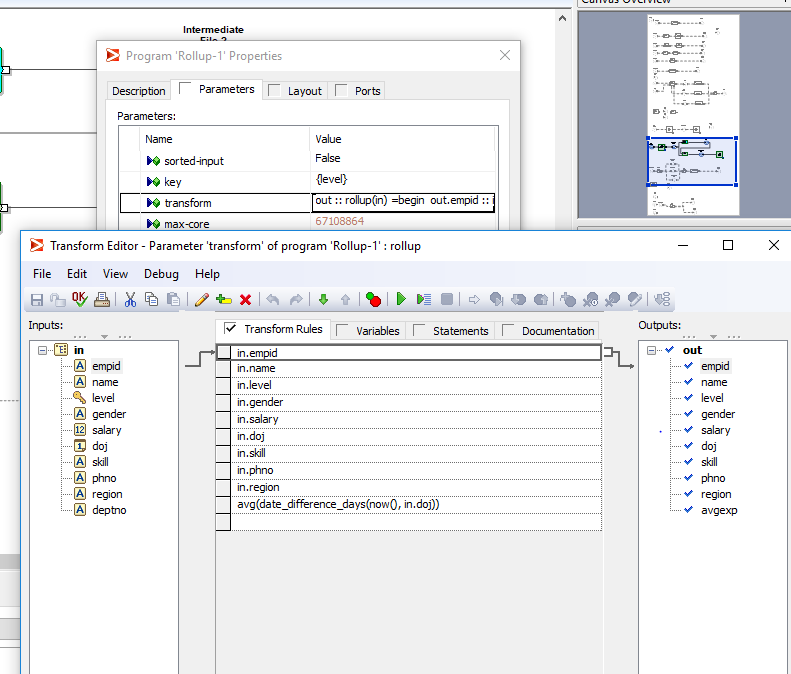 Canvas Overview
Intermediate
File-2
Program 'Rollup-1' Properties
Description
Parameters
Layout
Ports
Parameters:
Name Value
sorted-input False
key {level}
transform out :: rollup(in) =begin out.empid :: i
max-core 67108864
Transform Editor - Parameter 'transform' of program 'Rollup-1' : rollup
File Edit View Debug Help
OK
Inputs:
in
empid
name
level
gender
salary
doj
skill
phno
region
deptno
Transform Rules
Variables
Statements
Documentation
in.empid
in.name
in.level
in.gender
in.salary
in.doj
in.skill
in.phno
in.region
avg(date_difference_days(now(), in.doj))
Outputs:
out
empid
name
level
gender
salary
doj
skill
phno
region
avgexp